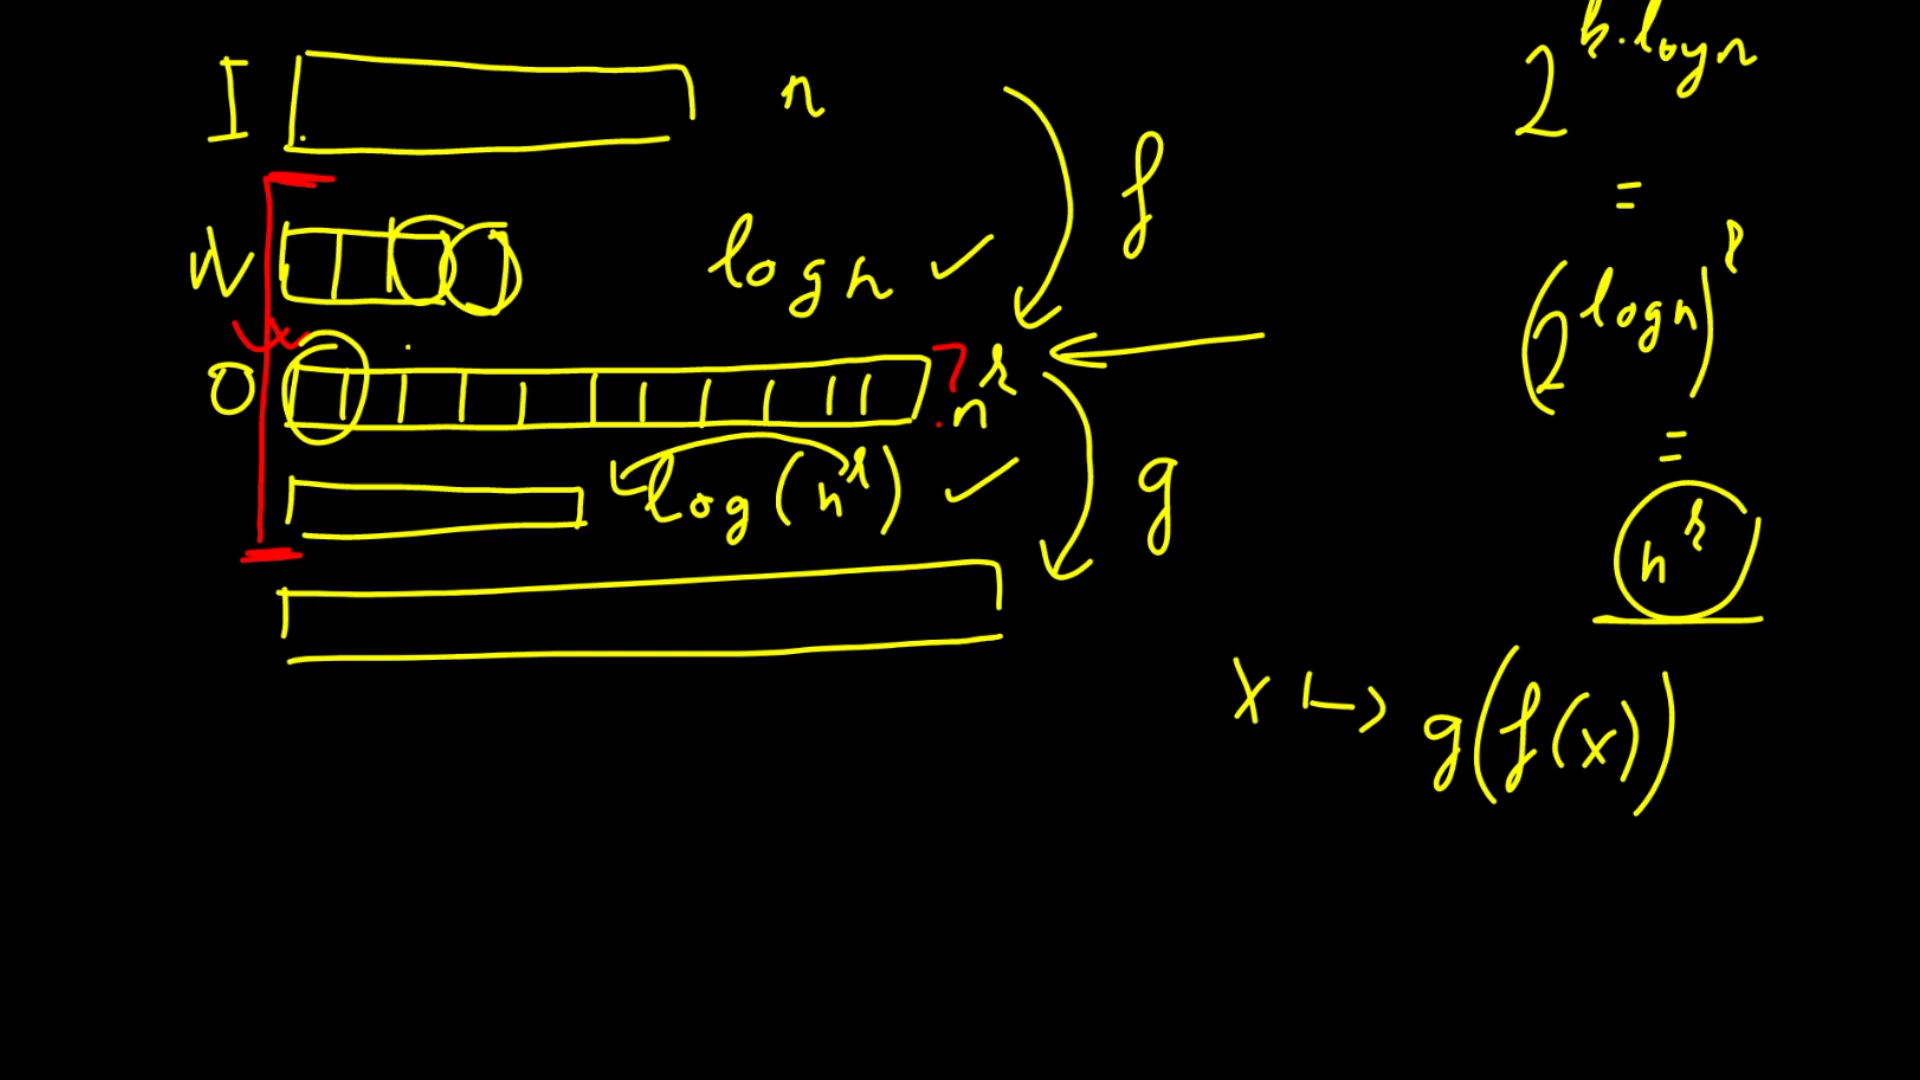 I n
W log n ✓
O ? n^k
log(n^k) ✓
f
g
2^{k·log n}
=
(2^{log n})^k
=
n^k
x ↦ g(f(x))